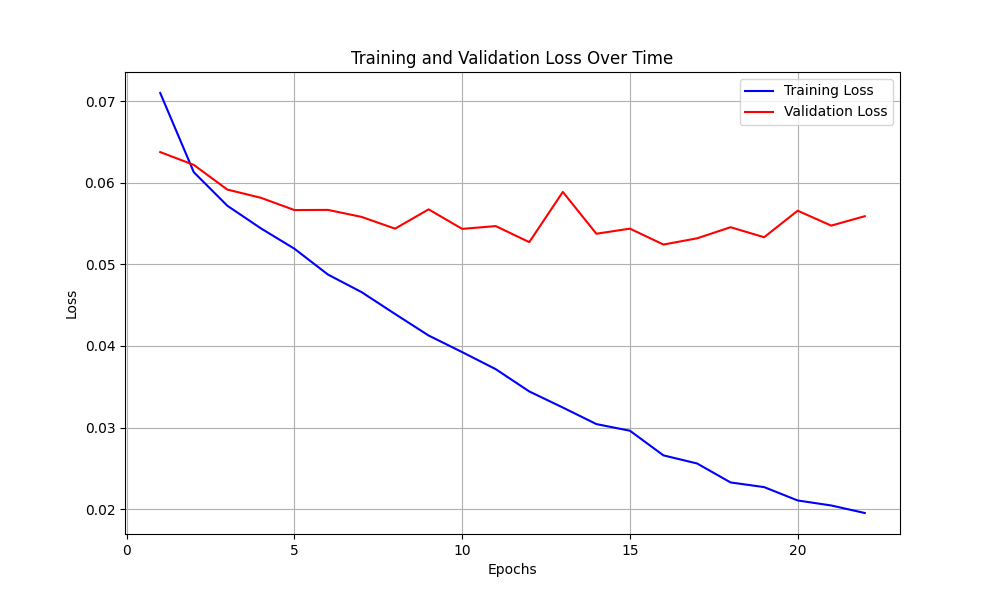 Training and Validation Loss Over Time
Training Loss
Validation Loss
0.07
0.06
0.05
0.04
0.03
0.02
Loss
0 5 10 15 20
Epochs